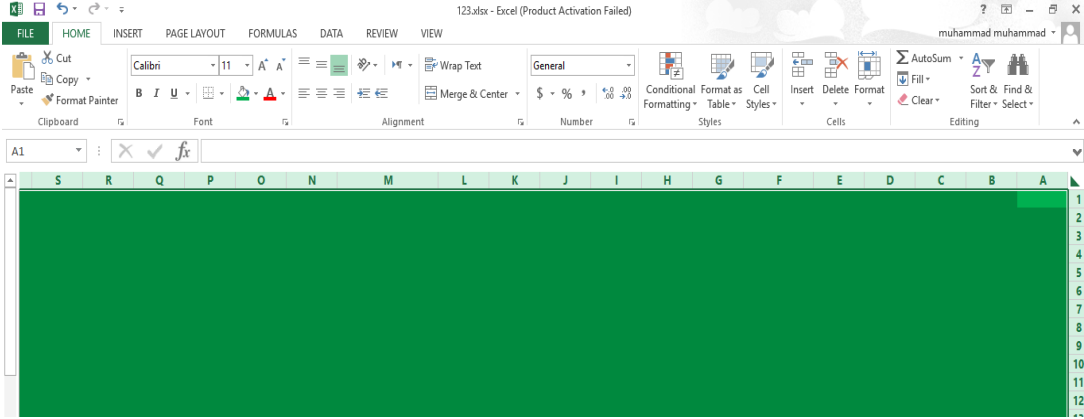 123.xlsx - Excel (Product Activation Failed)
FILE HOME INSERT PAGE LAYOUT FORMULAS DATA REVIEW VIEW muhammad muhammad
Paste
Cut
Copy
Format Painter
Clipboard
Calibri 11 A A
B I U A
Font
Wrap Text
Merge & Center
Alignment
General
$ % ,
Number
Conditional Formatting
Format as Table
Cell Styles
Styles
Insert Delete Format
Cells
AutoSum
Fill
Clear
Sort & Filter
Find & Select
Editing
A1 fx
S R Q P O N M L K J I H G F E D C B A
1
2
3
4
5
6
7
8
9
10
11
12